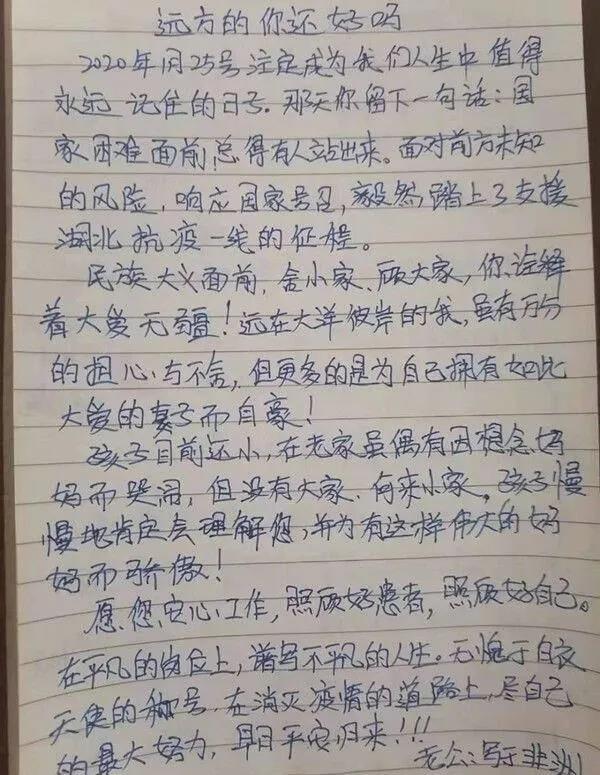 远方的你还好吗
2020年1月25号注定成为我们人生中值得
永远记住的日号.那天你留下一句话:国
家困难面前,总得有人站出来。面对前方未知
的风险,响应国家号召,毅然踏上了支援
湖北抗疫一线的征程。
民族大义面前,舍小家、顾大家,你诠释
着大爱无疆!远在大洋彼岸的我,虽有万分
的担心与不舍,但更多的是为自己拥有如此
大爱的妻子而自豪!
孩子目前还小,在老家虽偶有因想念妈
妈而哭闹,但没有大家、何来小家。孩子慢
慢地肯定会理解您,并为有这样伟大的妈
妈而骄傲!
愿您安心工作,照顾好患者,照顾好自己。
在平凡的岗位上,谱写不平凡的人生。无愧于白衣
天使的称号.在消灭疫情的道路上,尽自己
的最大努力,早日平安归来!!!
老公:写于非洲